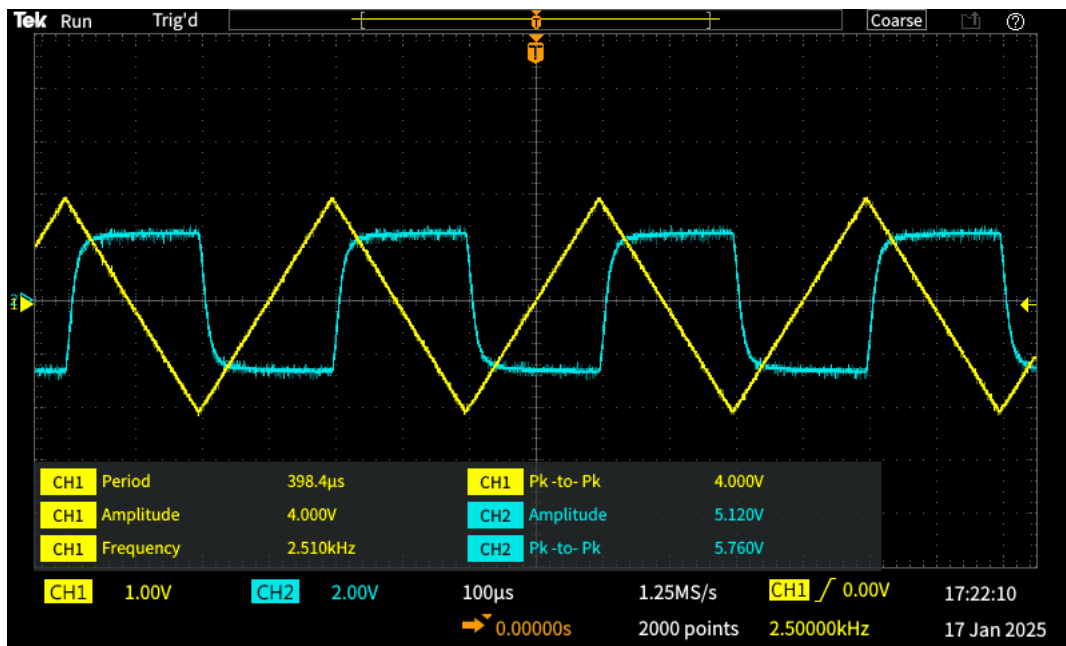 Tek Run Trig'd [ T ] Coarse ?
T
CH1 Period 398.4µs CH1 Pk-to-Pk 4.000V
CH1 Amplitude 4.000V CH2 Amplitude 5.120V
CH1 Frequency 2.510kHz CH2 Pk-to-Pk 5.760V
CH1 1.00V CH2 2.00V 100µs 1.25MS/s CH1 0.00V 17:22:10
0.00000s 2000 points 2.50000kHz 17 Jan 2025